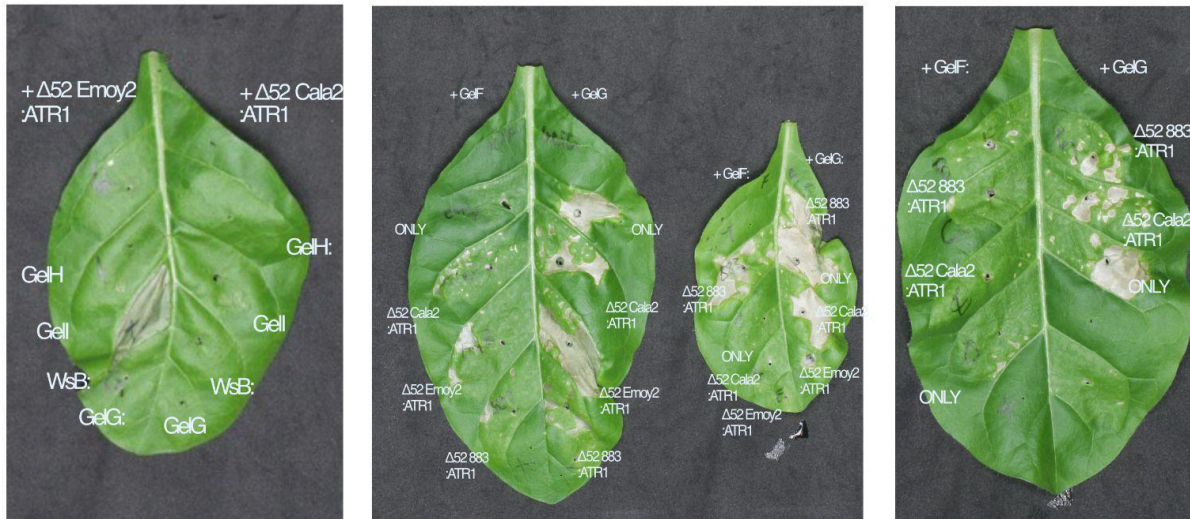 + Δ52 Emoy2
:ATR1
+ Δ52 Cala2
:ATR1
GelH:
GelH
GelI
GelI
WsB:
WsB:
GelG:
GelG
+ GelF
+ GelG
ONLY
ONLY
Δ52 Cala2
:ATR1
Δ52 Cala2
:ATR1
Δ52 Emoy2
:ATR1
Δ52 Emoy2
:ATR1
Δ52 883
:ATR1
Δ52 883
:ATR1
+ GelF:
+ GelG:
Δ52 883
:ATR1
Δ52 883
:ATR1
ONLY
ONLY
Δ52 Cala2
:ATR1
Δ52 Cala2
:ATR1
Δ52 Emoy2
:ATR1
Δ52 Emoy2
:ATR1
+ GelF:
+ GelG
Δ52 883
:ATR1
Δ52 883
:ATR1
Δ52 Cala2
:ATR1
Δ52 Cala2
:ATR1
ONLY
ONLY